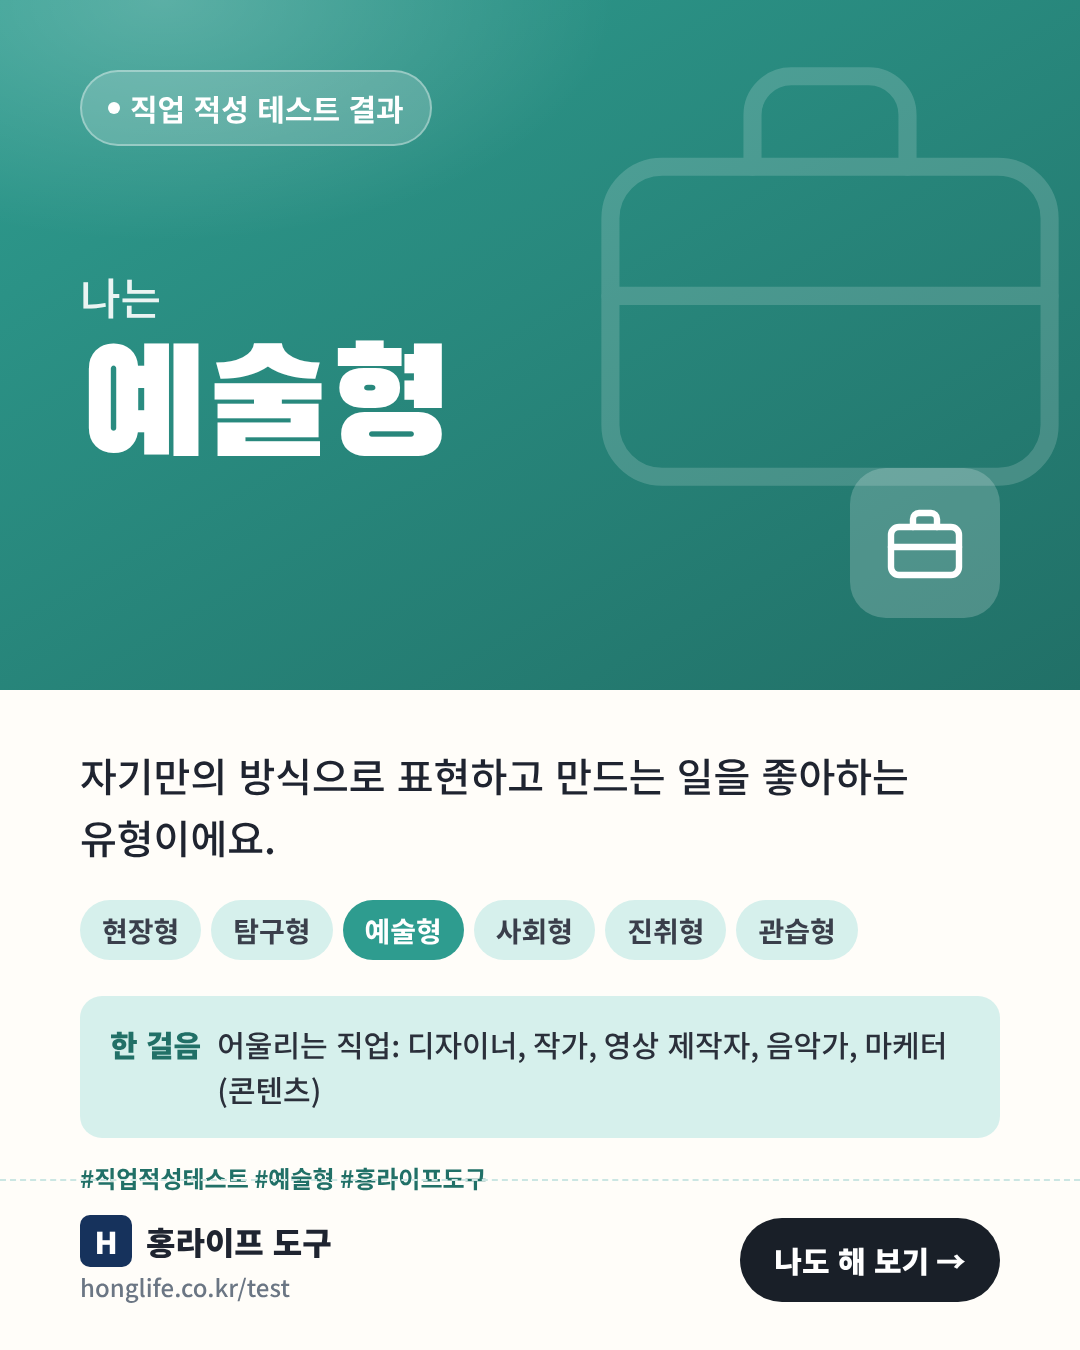 직업 적성 테스트 결과
나는
예술형
자기만의 방식으로 표현하고 만드는 일을 좋아하는
유형이에요.
현장형 탐구형 예술형 사회형 진취형 관습형
한 걸음 어울리는 직업: 디자이너, 작가, 영상 제작자, 음악가, 마케터
(콘텐츠)
#직업적성테스트 #예술형 #홍라이프도구
H 홍라이프 도구
honglife.co.kr/test
나도 해 보기 →